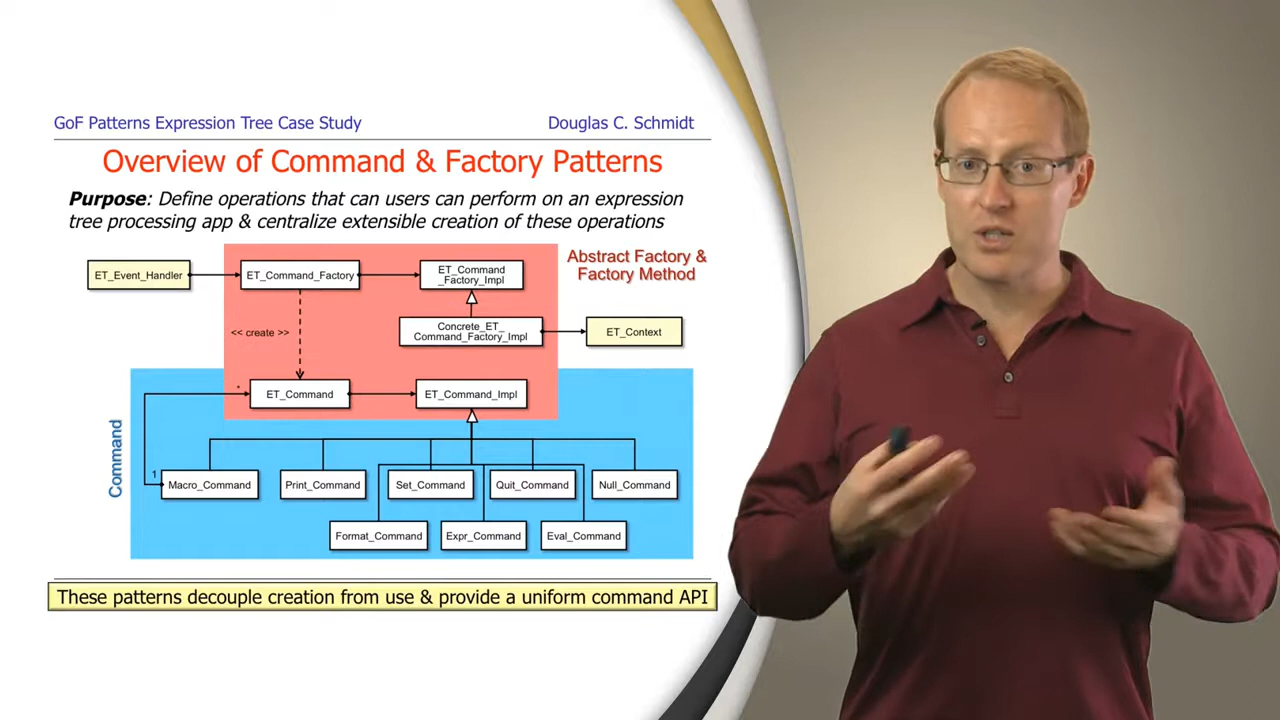 GoF Patterns Expression Tree Case Study
Douglas C. Schmidt
Overview of Command & Factory Patterns
Purpose: Define operations that can users can perform on an expression
tree processing app & centralize extensible creation of these operations
Abstract Factory &
Factory Method
ET_Event_Handler
ET_Command_Factory
ET_Command
_Factory_Impl
<< create >>
Concrete_ET_
Command_Factory_Impl
ET_Context
*
ET_Command
ET_Command_Impl
Command
1
Macro_Command
Print_Command
Set_Command
Quit_Command
Null_Command
Format_Command
Expr_Command
Eval_Command
These patterns decouple creation from use & provide a uniform command API